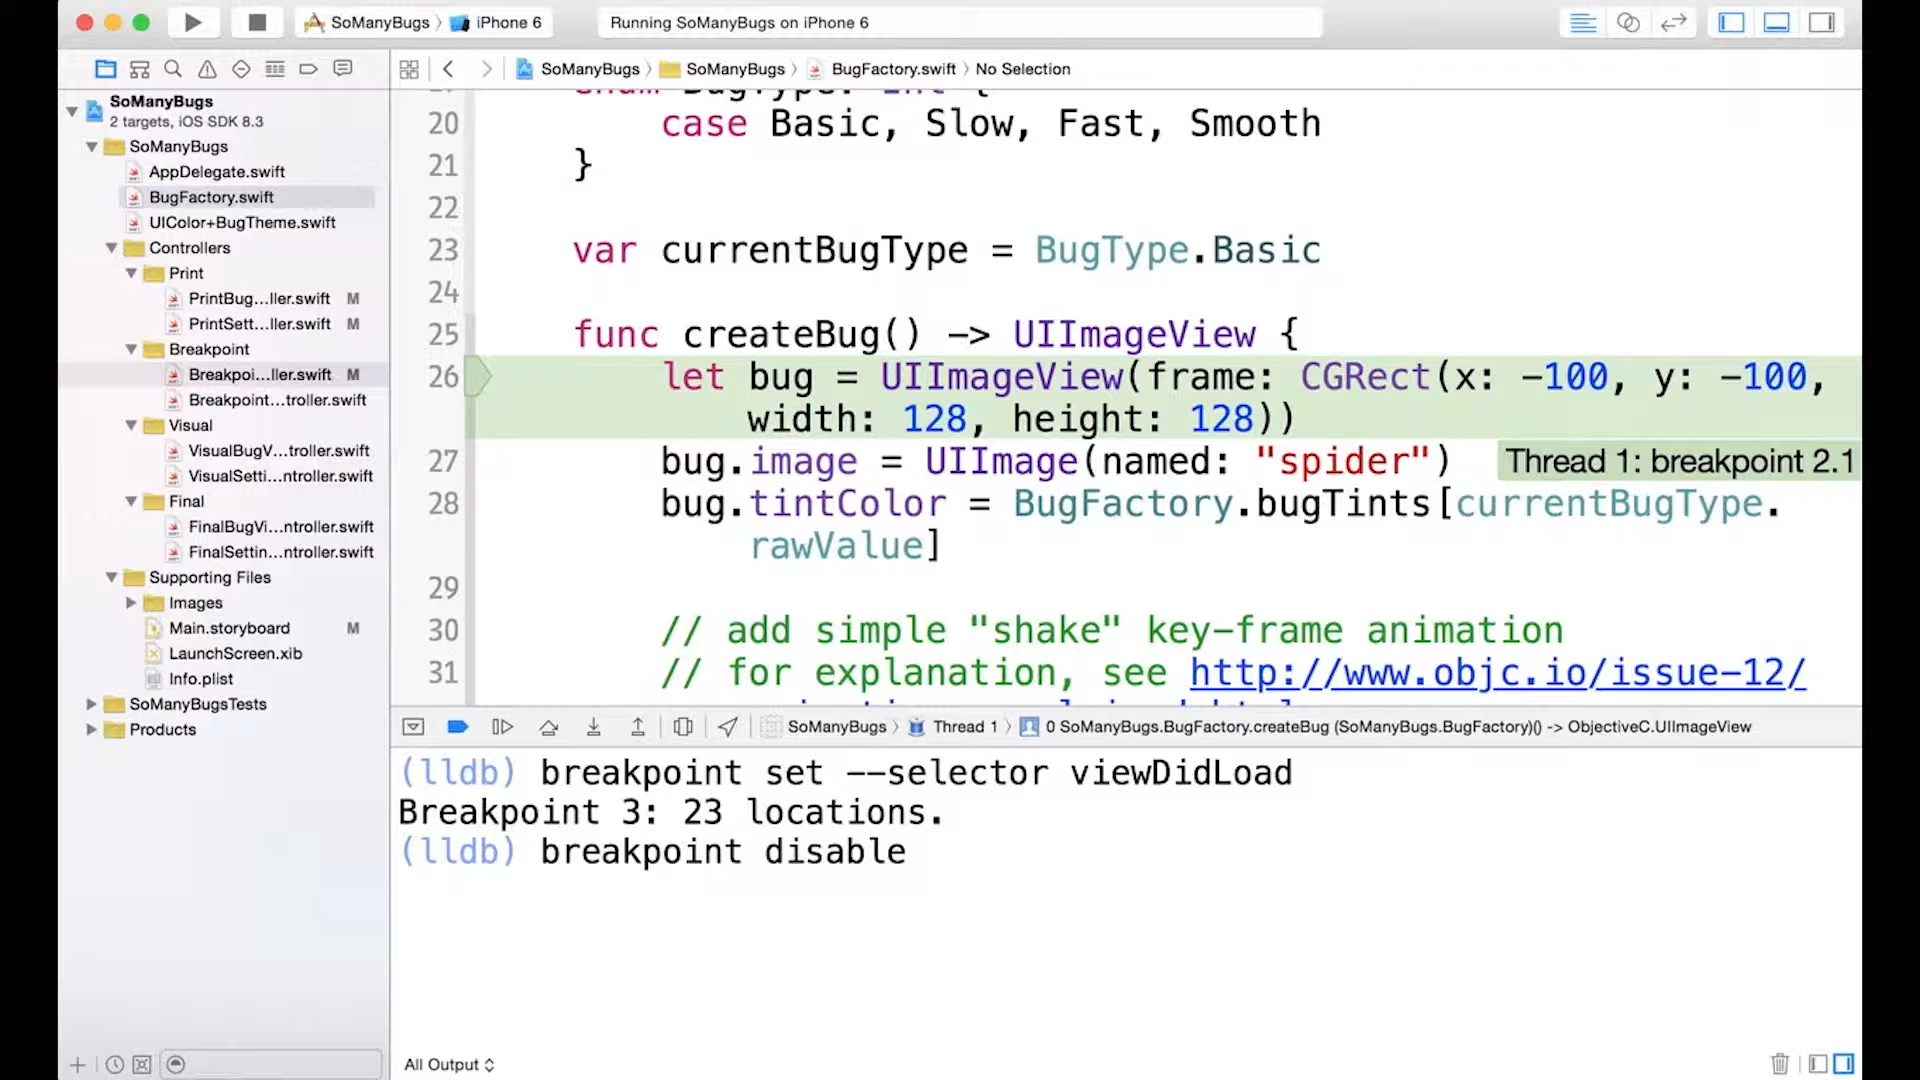 SoManyBugs
iPhone 6
Running SoManyBugs on iPhone 6
SoManyBugs
SoManyBugs
BugFactory.swift
No Selection
SoManyBugs
2 targets, iOS SDK 8.3
SoManyBugs
AppDelegate.swift
BugFactory.swift
UIColor+BugTheme.swift
Controllers
Print
PrintBug...ller.swift M
PrintSett...ller.swift M
Breakpoint
Breakpoi...ller.swift M
Breakpoint...troller.swift
Visual
VisualBugV...troller.swift
VisualSetti...ntroller.swift
Final
FinalBugVi...ntroller.swift
FinalSettin...ntroller.swift
Supporting Files
Images
Main.storyboard M
LaunchScreen.xib
Info.plist
SoManyBugsTests
Products
enum BugType: Int {
20 case Basic, Slow, Fast, Smooth
21 }
22
23 var currentBugType = BugType.Basic
24
25 func createBug() -> UIImageView {
26 let bug = UIImageView(frame: CGRect(x: -100, y: -100,
width: 128, height: 128))
27 bug.image = UIImage(named: "spider") Thread 1: breakpoint 2.1
28 bug.tintColor = BugFactory.bugTints[currentBugType.
rawValue]
29
30 // add simple "shake" key-frame animation
31 // for explanation, see http://www.objc.io/issue-12/
SoManyBugs
Thread 1
0 SoManyBugs.BugFactory.createBug (SoManyBugs.BugFactory)() -> ObjectiveC.UIImageView
(lldb) breakpoint set --selector viewDidLoad
Breakpoint 3: 23 locations.
(lldb) breakpoint disable
All Output